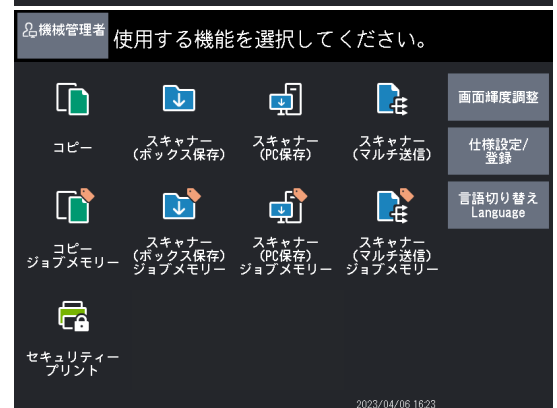 機械管理者
使用する機能を選択してください。
コピー
スキャナー
(ボックス保存)
スキャナー
(PC保存)
スキャナー
(マルチ送信)
画面輝度調整
仕様設定/
登録
言語切り替え
Language
コピー
ジョブメモリー
スキャナー
(ボックス保存)
ジョブメモリー
スキャナー
(PC保存)
ジョブメモリー
スキャナー
(マルチ送信)
ジョブメモリー
セキュリティー
プリント
2023/04/06 16:23